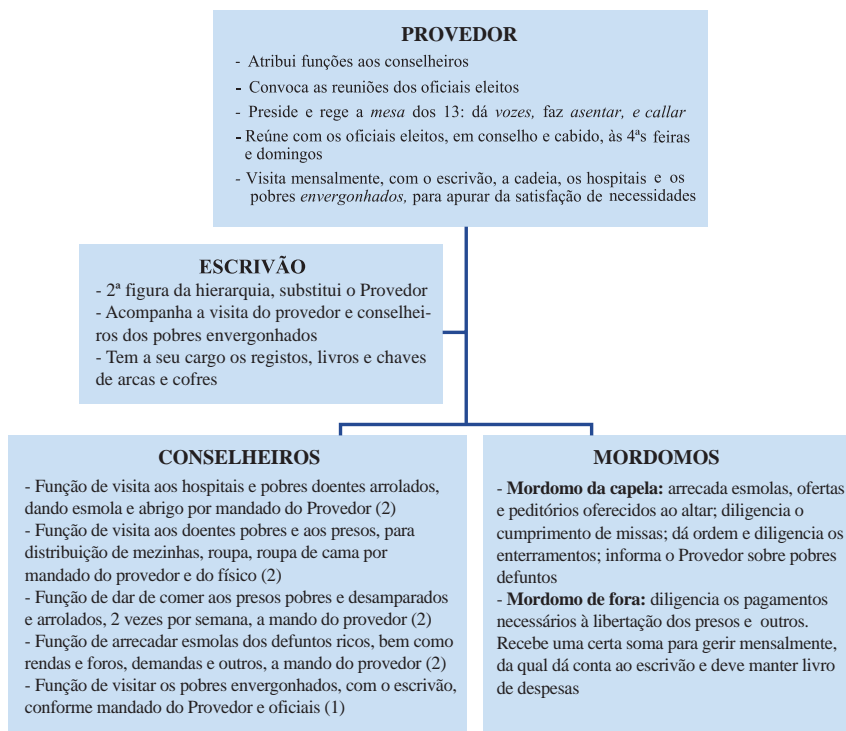 PROVEDOR
- Atribui funções aos conselheiros
- Convoca as reuniões dos oficiais eleitos
- Preside e rege a mesa dos 13: dá vozes, faz asentar, e callar
- Reúne com os oficiais eleitos, em conselho e cabido, às 4ªs feiras
e domingos
- Visita mensalmente, com o escrivão, a cadeia, os hospitais e os
pobres envergonhados, para apurar da satisfação de necessidades
ESCRIVÃO
- 2ª figura da hierarquia, substitui o Provedor
- Acompanha a visita do provedor e conselhei-
ros dos pobres envergonhados
- Tem a seu cargo os registos, livros e chaves
de arcas e cofres
CONSELHEIROS
- Função de visita aos hospitais e pobres doentes arrolados,
dando esmola e abrigo por mandado do Provedor (2)
- Função de visita aos doentes pobres e aos presos, para
distribuição de mezinhas, roupa, roupa de cama por
mandado do provedor e do físico (2)
- Função de dar de comer aos presos pobres e desamparados
e arrolados, 2 vezes por semana, a mando do provedor (2)
- Função de arrecadar esmolas dos defuntos ricos, bem como
rendas e foros, demandas e outros, a mando do provedor (2)
- Função de visitar os pobres envergonhados, com o escrivão,
conforme mandado do Provedor e oficiais (1)
MORDOMOS
- Mordomo da capela: arrecada esmolas, ofertas
e peditórios oferecidos ao altar; diligencia o
cumprimento de missas; dá ordem e diligencia os
enterramentos; informa o Provedor sobre pobres
defuntos
- Mordomo de fora: diligencia os pagamentos
necessários à libertação dos presos e outros.
Recebe uma certa soma para gerir mensalmente,
da qual dá conta ao escrivão e deve manter livro
de despesas